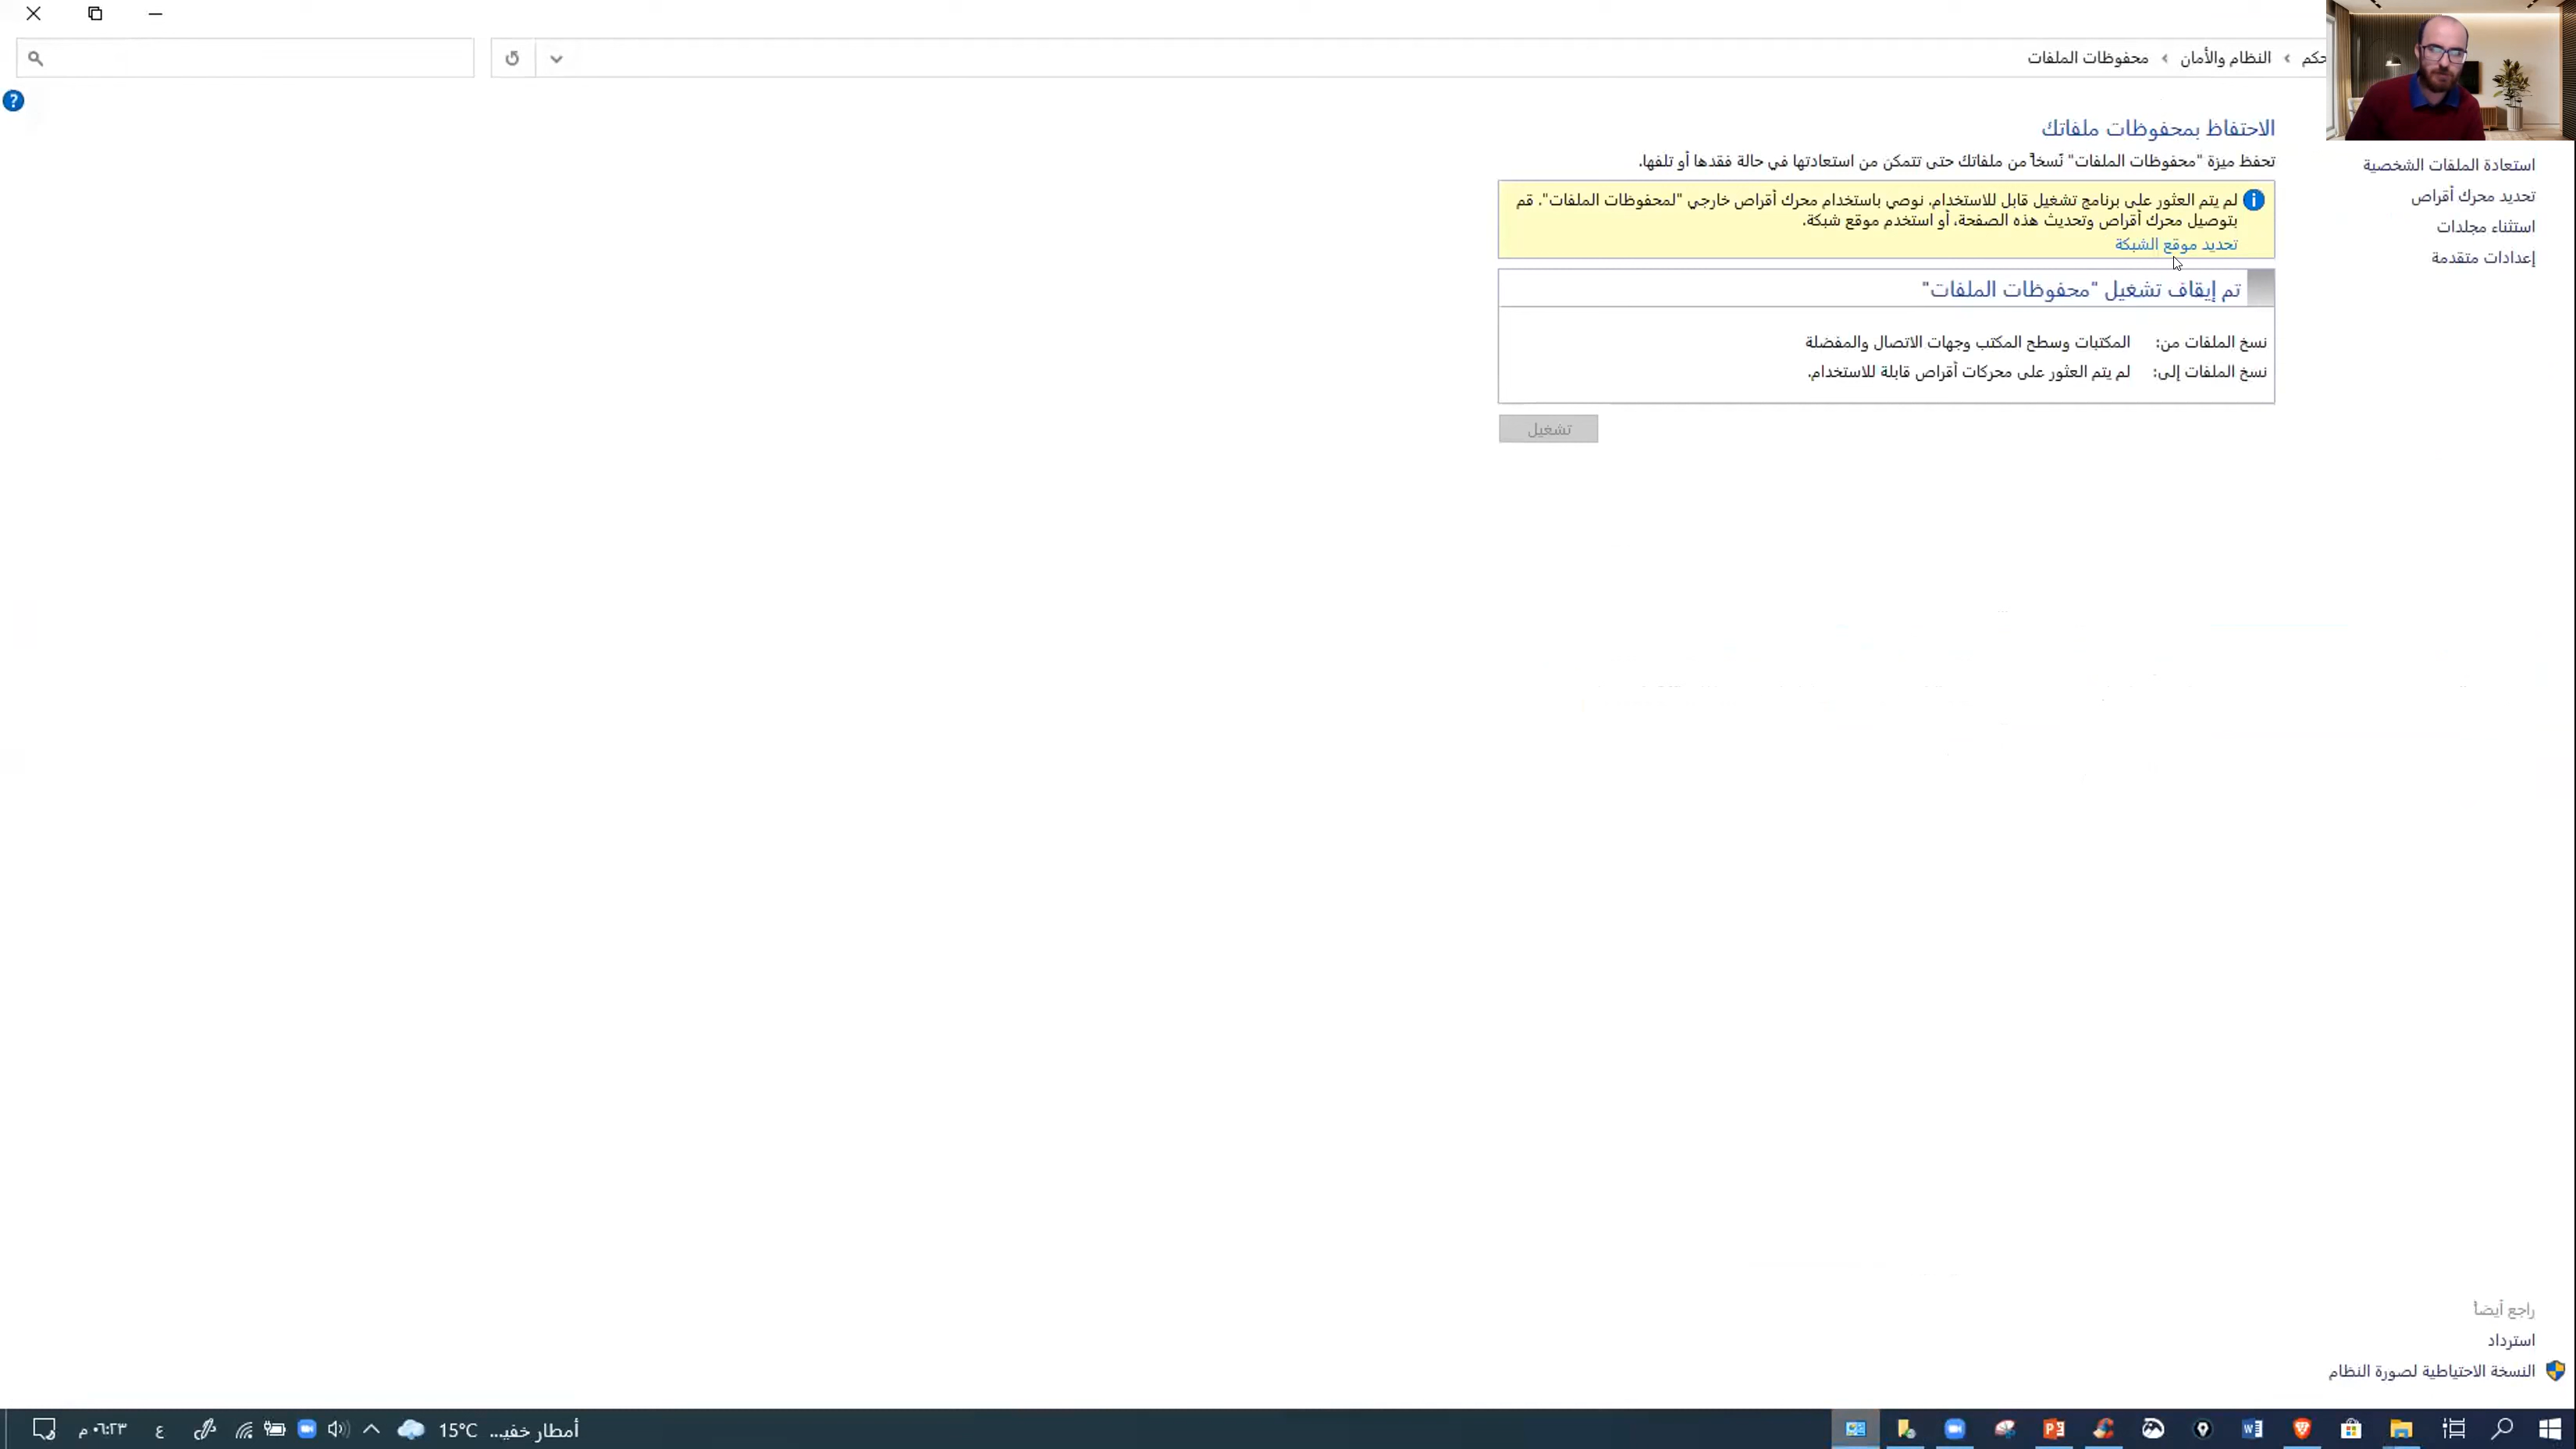 حكم › النظام والأمان › محفوظات الملفات
الاحتفاظ بمحفوظات ملفاتك
تحفظ ميزة "محفوظات الملفات" نُسخاً من ملفاتك حتى تتمكن من استعادتها في حالة فقدها أو تلفها.
لم يتم العثور على برنامج تشغيل قابل للاستخدام. نوصي باستخدام محرك أقراص خارجي "لمحفوظات الملفات". قم
بتوصيل محرك أقراص وتحديث هذه الصفحة، أو استخدم موقع شبكة.
تحديد موقع الشبكة
تم إيقاف تشغيل "محفوظات الملفات"
نسخ الملفات من: المكتبات وسطح المكتب وجهات الاتصال والمفضلة
نسخ الملفات إلى: لم يتم العثور على محركات أقراص قابلة للاستخدام.
تشغيل
استعادة الملفات الشخصية
تحديد محرك أقراص
استثناء مجلدات
إعدادات متقدمة
راجع أيضاً
استرداد
النسخة الاحتياطية لصورة النظام
أمطار خفيـ... 15°C
ع
٠٦:٢٣ م